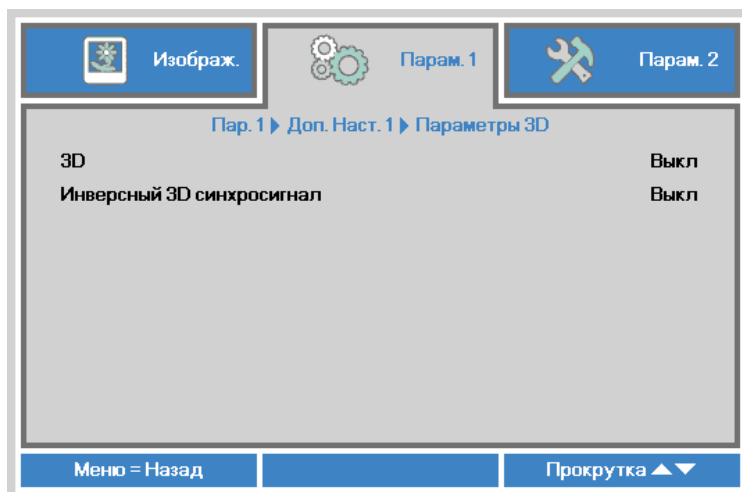 Изображ.
Парам. 1
Парам. 2
Пар. 1 ▶ Доп. Наст. 1 ▶ Параметры 3D
3D Выкл
Инверсный 3D синхросигнал Выкл
Меню = Назад
Прокрутка ▲▼